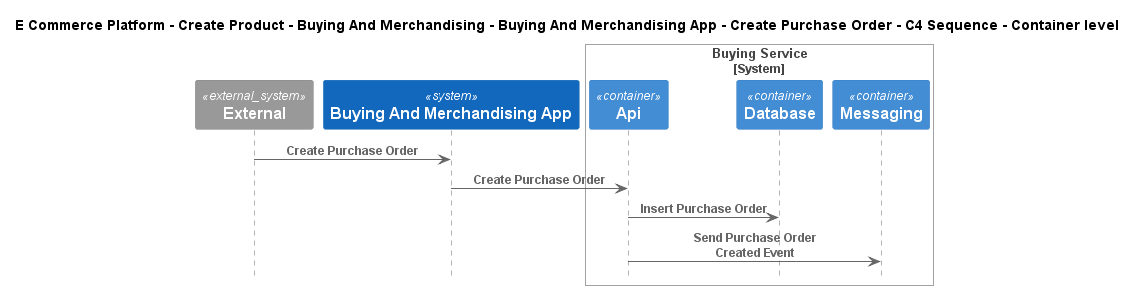 E Commerce Platform - Create Product - Buying And Merchandising - Buying And Merchandising App - Create Purchase Order - C4 Sequence - Container level
Buying Service
[System]
«external_system»
External
«system»
Buying And Merchandising App
«container»
Api
«container»
Database
«container»
Messaging
Create Purchase Order
Create Purchase Order
Insert Purchase Order
Send Purchase Order
Created Event